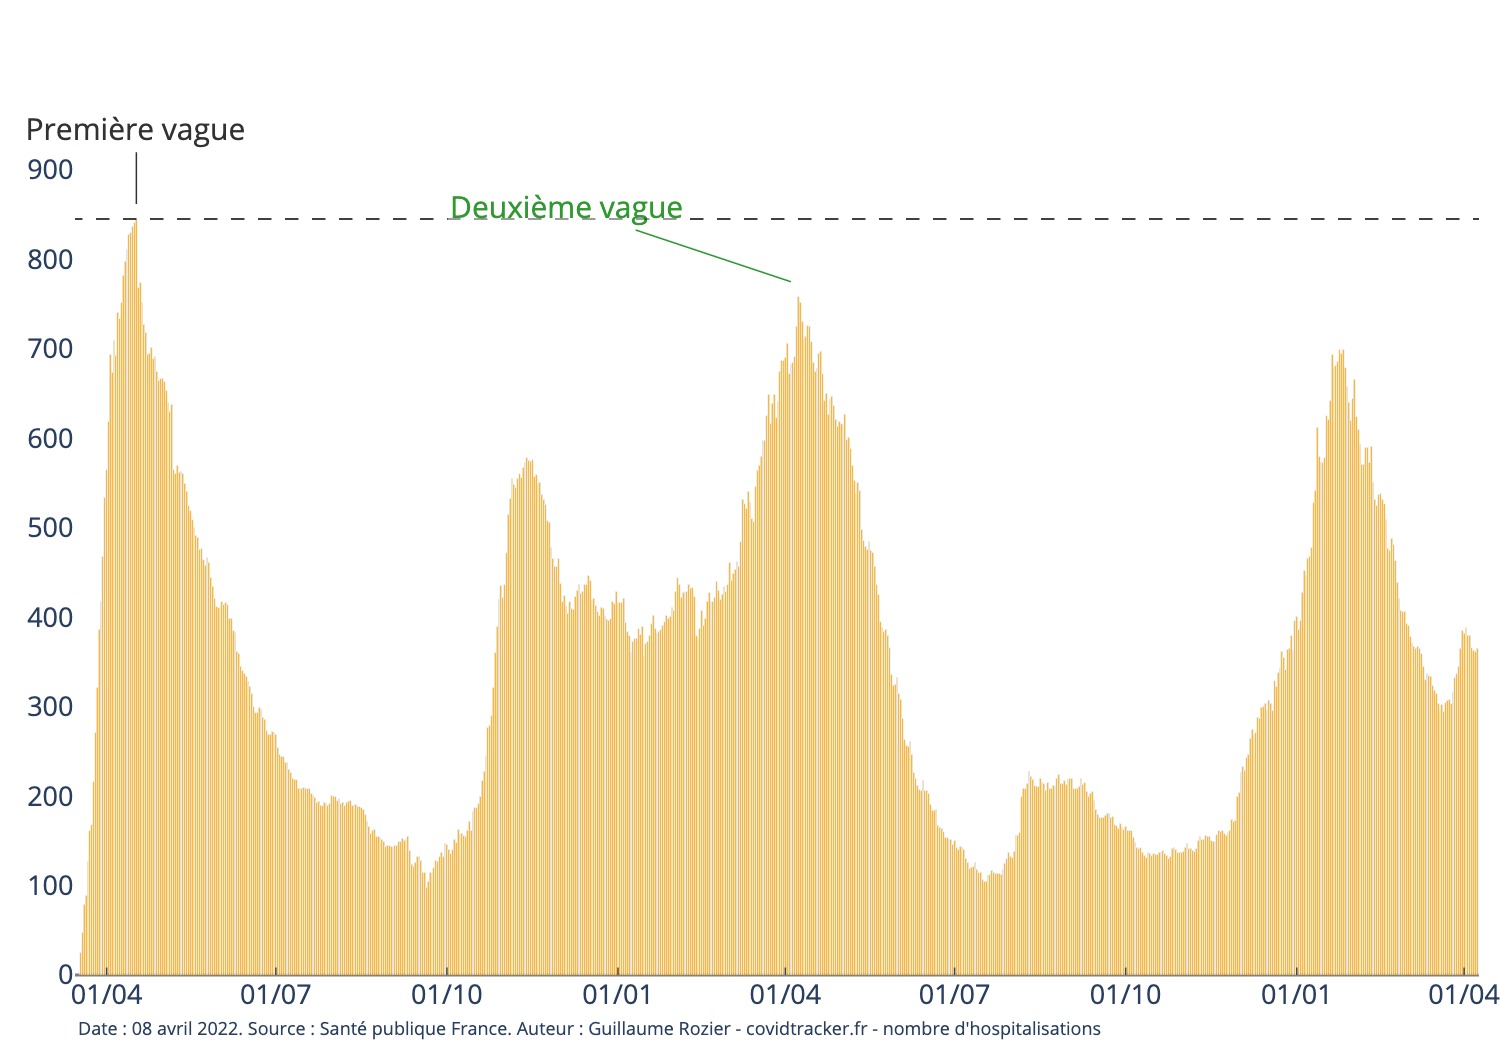 Première vague
900
Deuxième vague
800
700
600
500
400
300
200
100
0
01/04 01/07 01/10 01/01 01/04 01/07 01/10 01/01 01/04
Date : 08 avril 2022. Source : Santé publique France. Auteur : Guillaume Rozier - covidtracker.fr - nombre d'hospitalisations